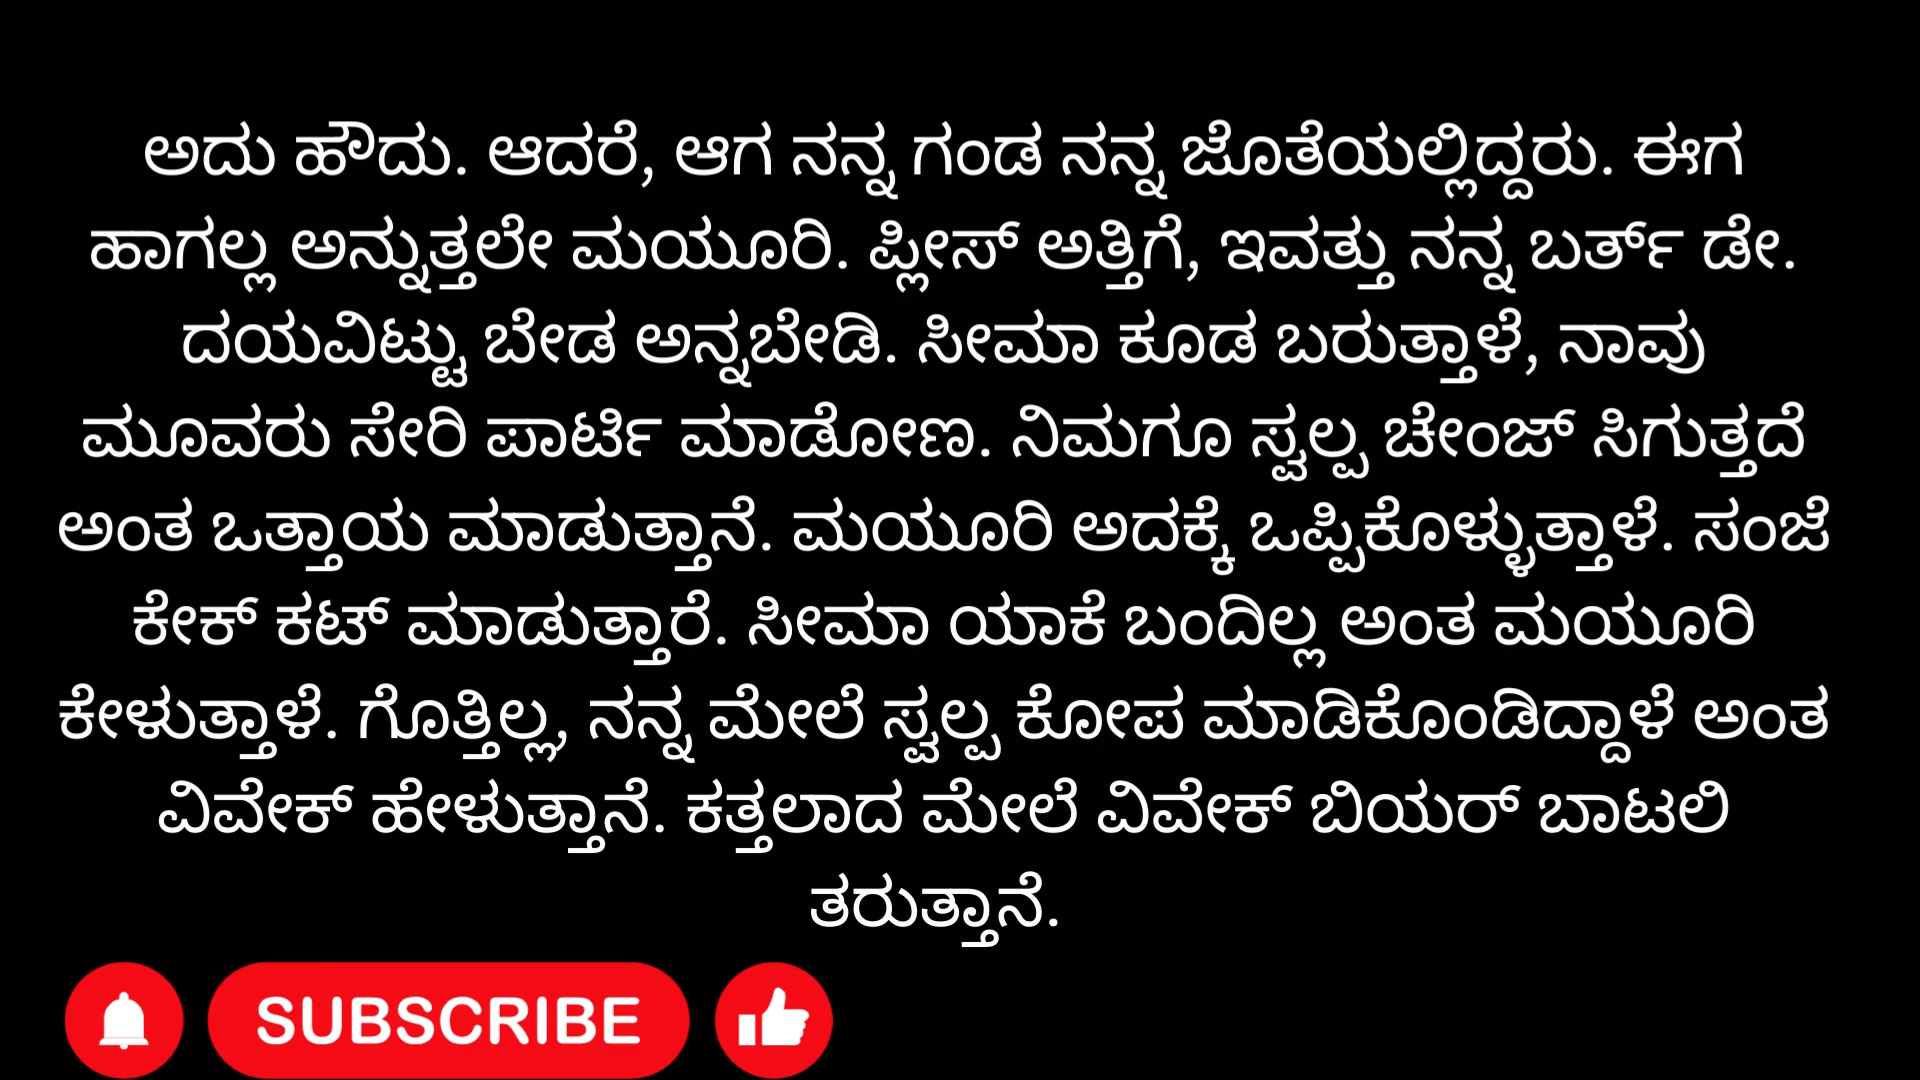 ಅದು ಹೌದು. ಆದರೆ, ಆಗ ನನ್ನ ಗಂಡ ನನ್ನ ಜೊತೆಯಲ್ಲಿದ್ದರು. ಈಗ
ಹಾಗಲ್ಲ ಅನ್ನುತ್ತಲೇ ಮಯೂರಿ. ಪ್ಲೀಸ್ ಅತ್ತಿಗೆ, ಇವತ್ತು ನನ್ನ ಬರ್ತ್ ಡೇ.
ದಯವಿಟ್ಟು ಬೇಡ ಅನ್ನಬೇಡಿ. ಸೀಮಾ ಕೂಡ ಬರುತ್ತಾಳೆ, ನಾವು
ಮೂವರು ಸೇರಿ ಪಾರ್ಟಿ ಮಾಡೋಣ. ನಿಮಗೂ ಸ್ವಲ್ಪ ಚೇಂಜ್ ಸಿಗುತ್ತದೆ
ಅಂತ ಒತ್ತಾಯ ಮಾಡುತ್ತಾನೆ. ಮಯೂರಿ ಅದಕ್ಕೆ ಒಪ್ಪಿಕೊಳ್ಳುತ್ತಾಳೆ. ಸಂಜೆ
ಕೇಕ್ ಕಟ್ ಮಾಡುತ್ತಾರೆ. ಸೀಮಾ ಯಾಕೆ ಬಂದಿಲ್ಲ ಅಂತ ಮಯೂರಿ
ಕೇಳುತ್ತಾಳೆ. ಗೊತ್ತಿಲ್ಲ, ನನ್ನ ಮೇಲೆ ಸ್ವಲ್ಪ ಕೋಪ ಮಾಡಿಕೊಂಡಿದ್ದಾಳೆ ಅಂತ
ವಿವೇಕ್ ಹೇಳುತ್ತಾನೆ. ಕತ್ತಲಾದ ಮೇಲೆ ವಿವೇಕ್ ಬಿಯರ್ ಬಾಟಲಿ
ತರುತ್ತಾನೆ.
SUBSCRIBE